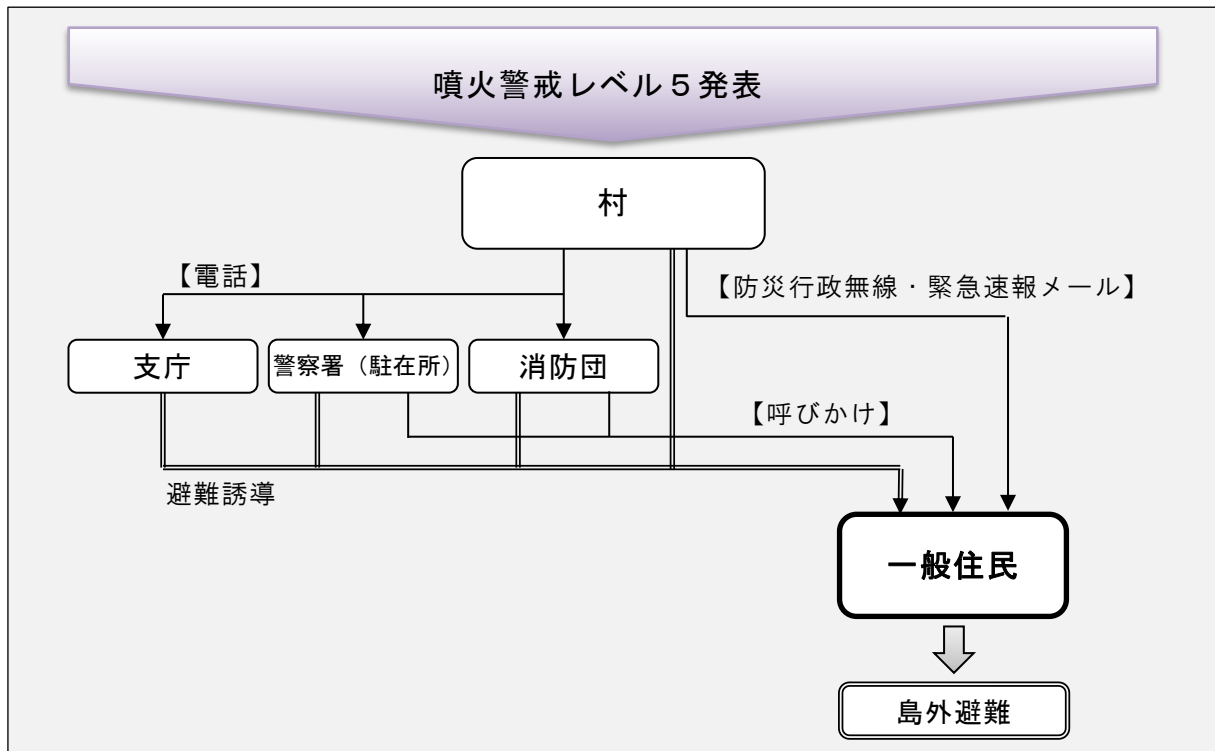 噴火警戒レベル５発表
村
【電話】
【防災行政無線・緊急速報メール】
支庁
警察署（駐在所）
消防団
【呼びかけ】
避難誘導
一般住民
島外避難